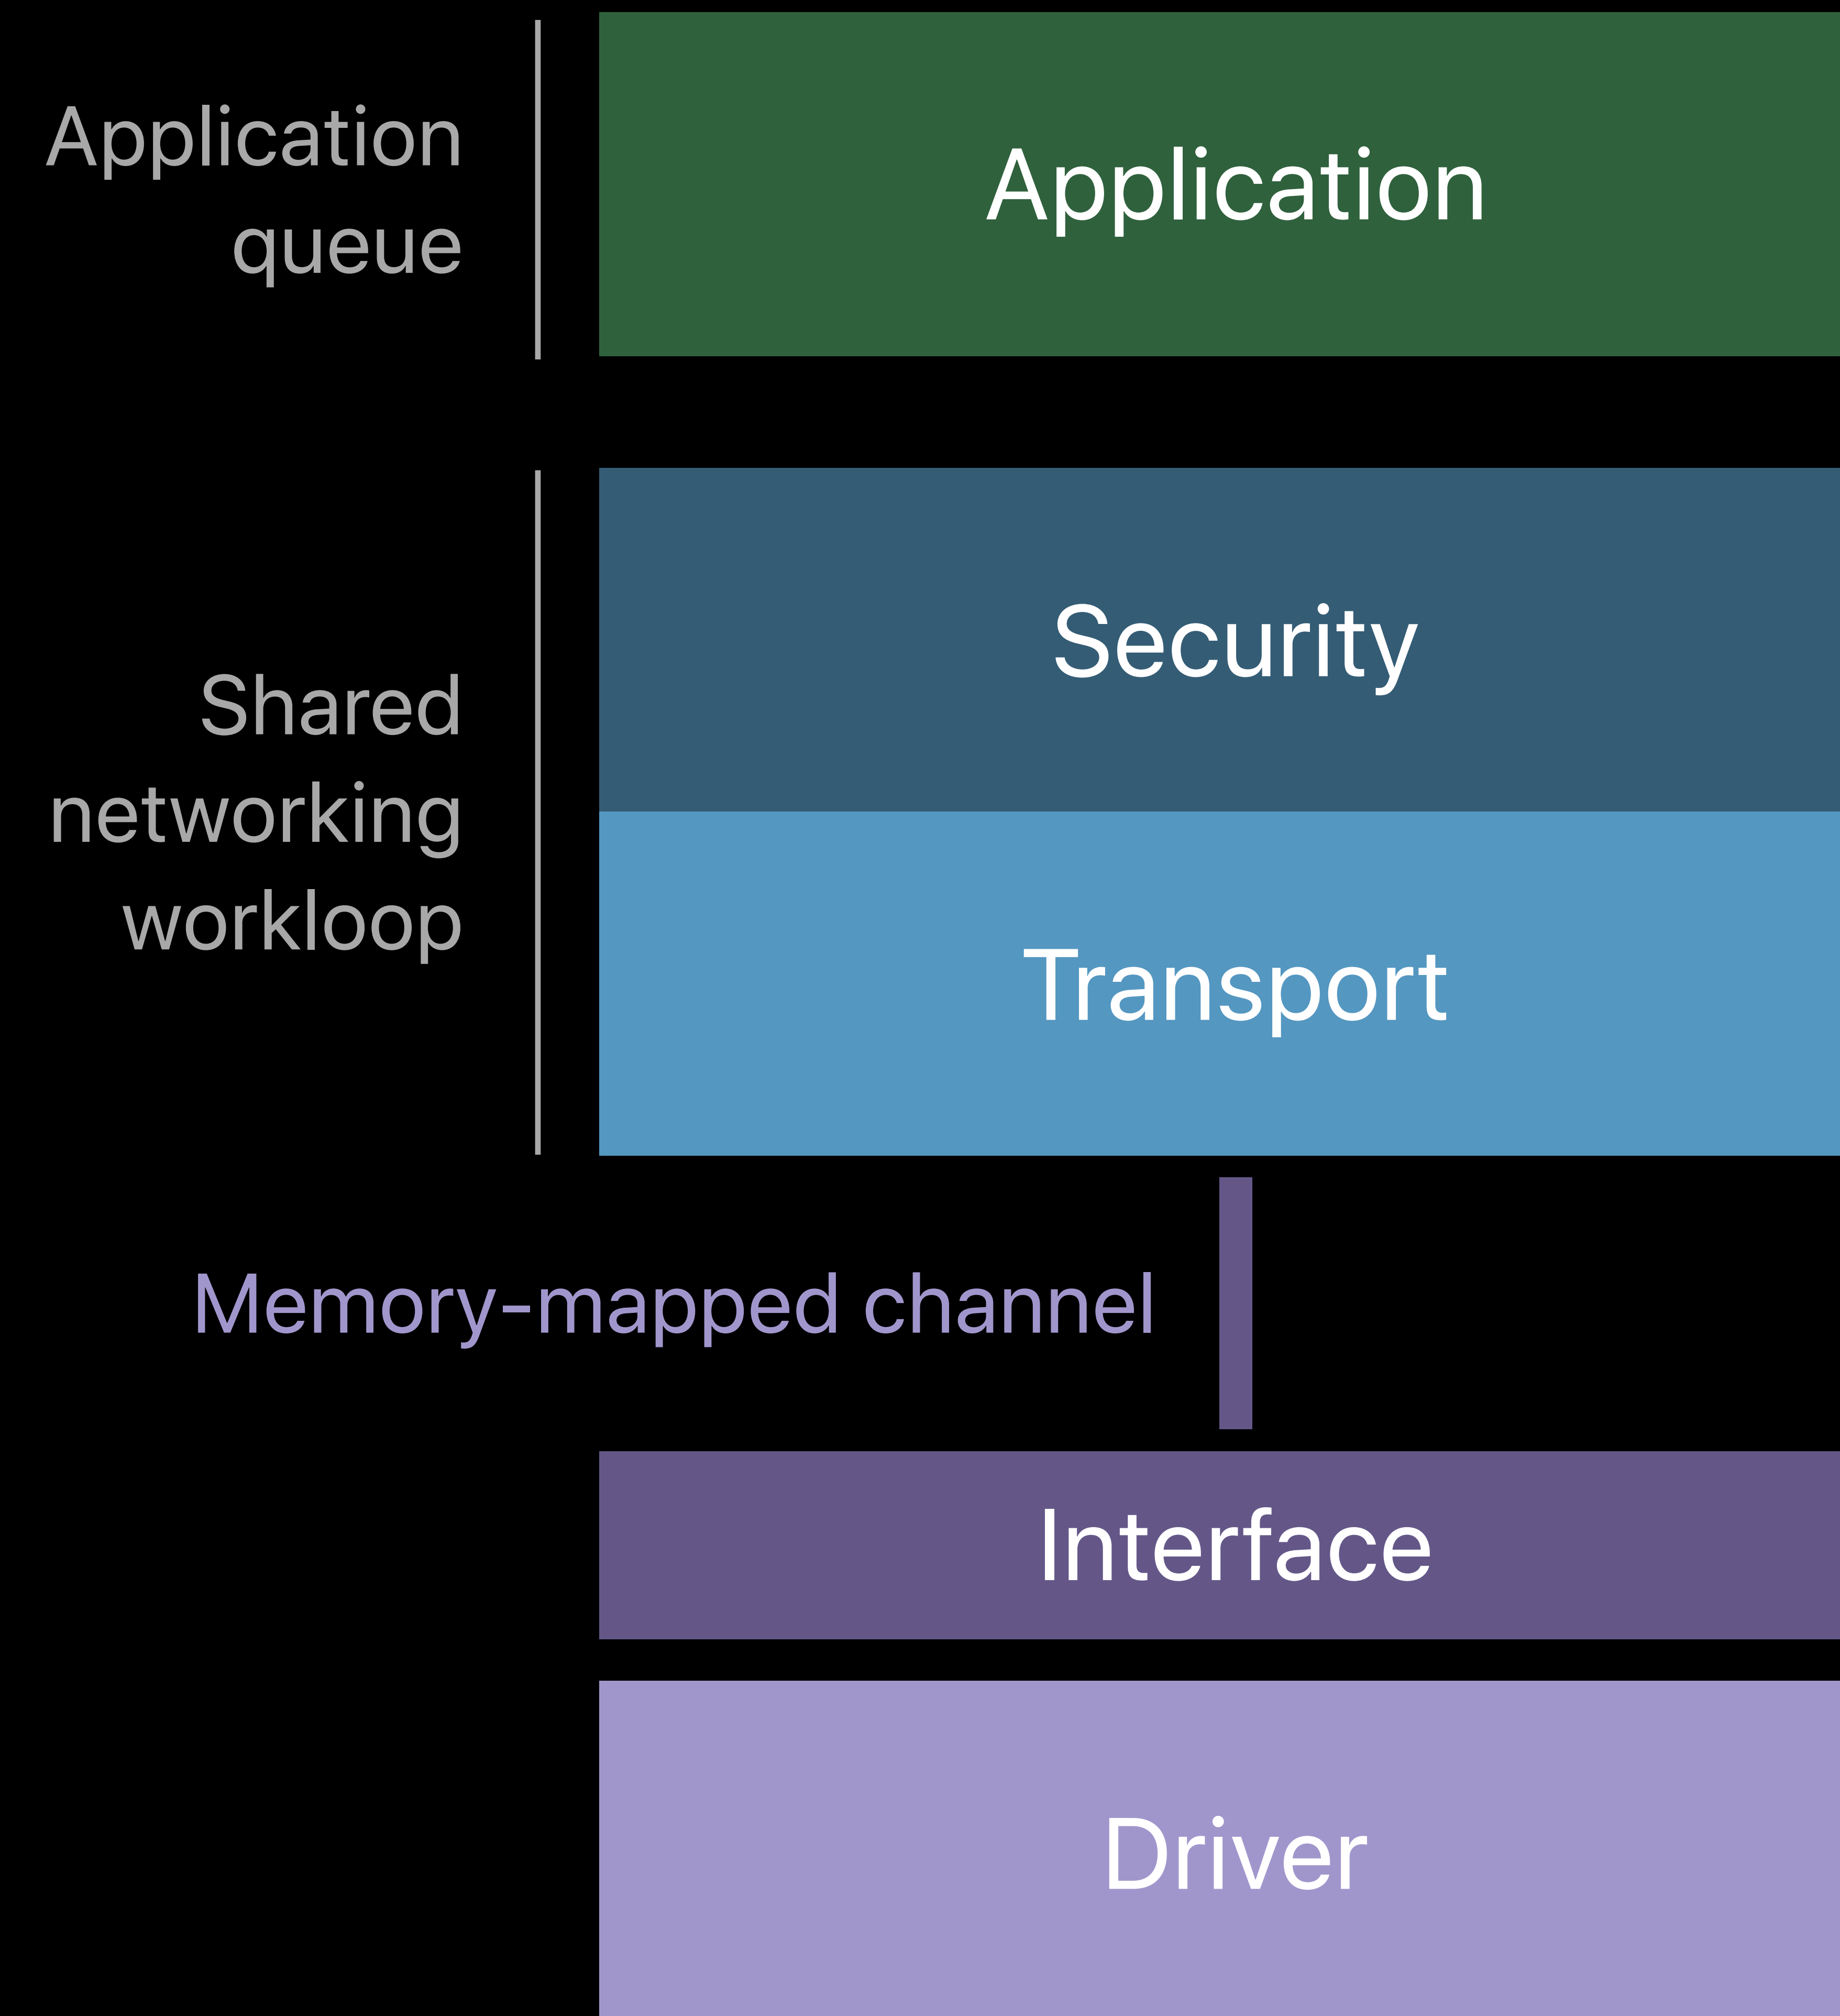 Application
queue
Application
Security
Shared
networking
workloop
Transport
Memory-mapped channel
Interface
Driver